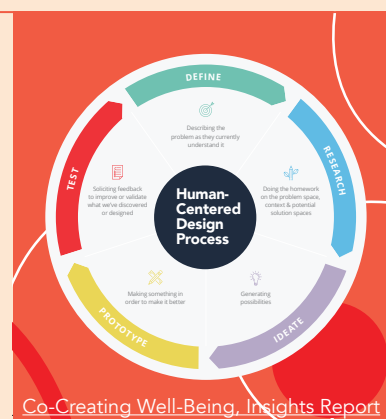 DEFINE
Describing the
problem as they currently
understand it
RESEARCH
Doing the homework
on the problem space,
context & potential
solution spaces
IDEATE
Generating
possibilities
PROTOTYPE
Making something in
order to make it better
TEST
Soliciting feedback
to improve or validate
what we've discovered
or designed
Human-
Centered
Design
Process
Co-Creating Well-Being, Insights Report